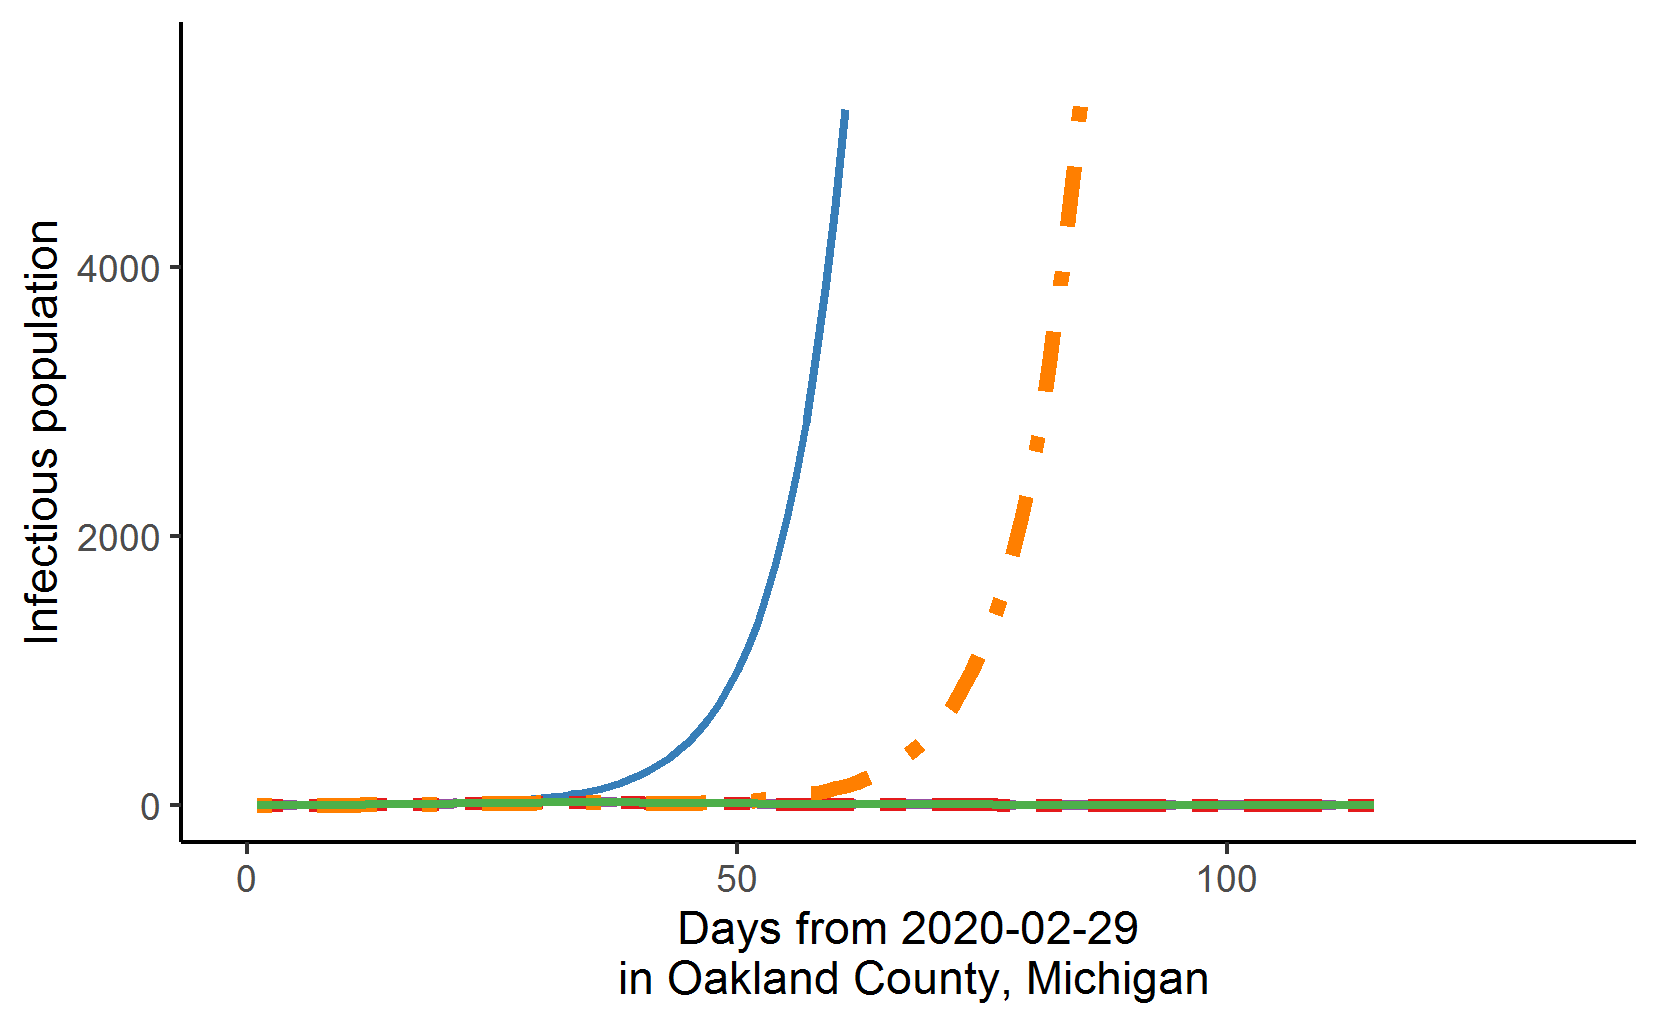 Infectious population
4000
2000
0
0
50
100
Days from 2020-02-29
in Oakland County, Michigan